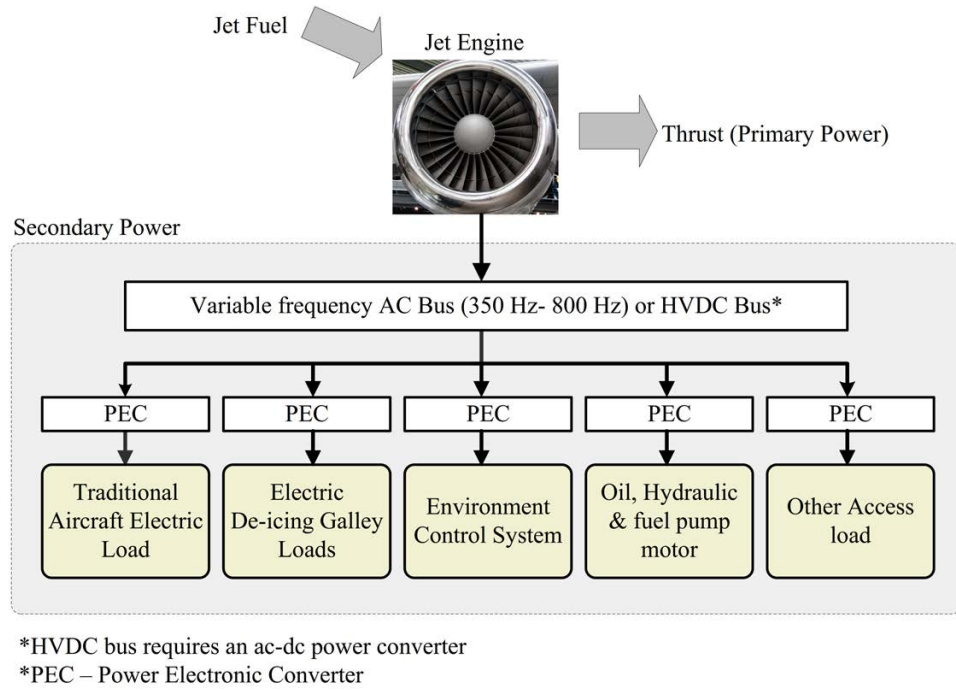 Jet Fuel
Jet Engine
Thrust (Primary Power)
Secondary Power
Variable frequency AC Bus (350 Hz- 800 Hz) or HVDC Bus*
PEC
PEC
PEC
PEC
PEC
Traditional
Aircraft Electric
Load
Electric
De-icing Galley
Loads
Environment
Control System
Oil, Hydraulic
& fuel pump
motor
Other Access
load
*HVDC bus requires an ac-dc power converter
*PEC – Power Electronic Converter